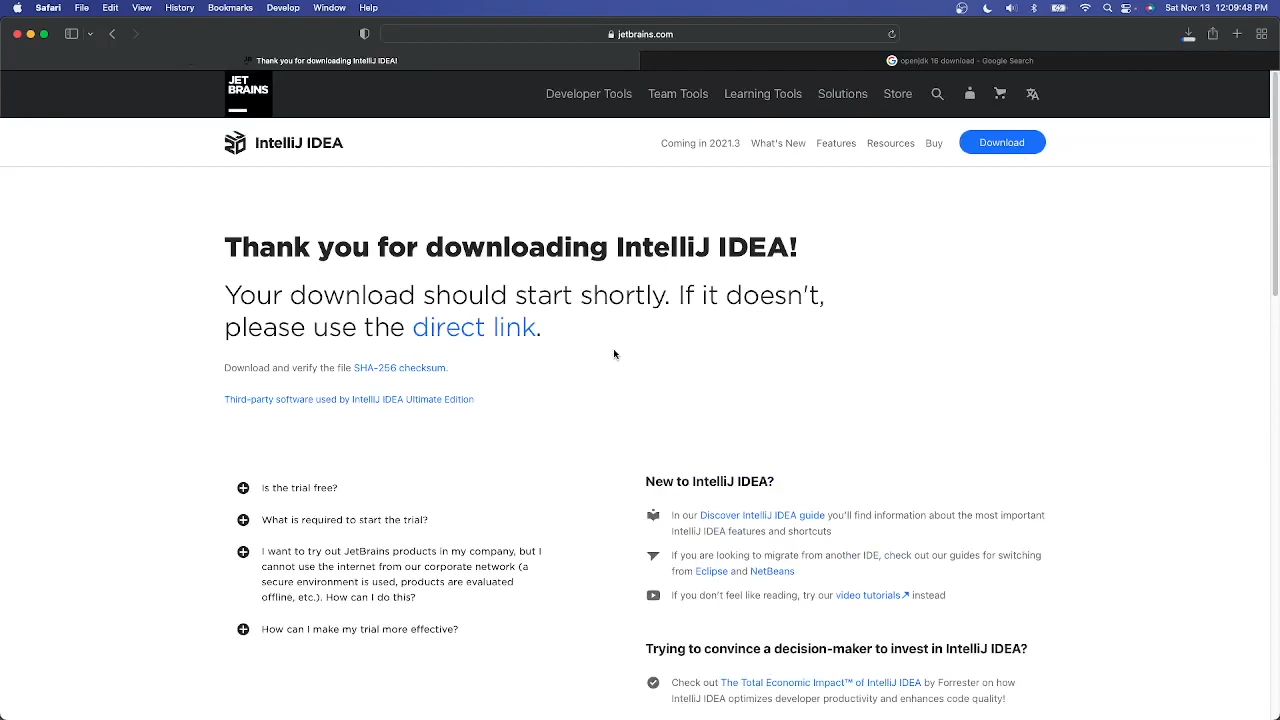 Safari File Edit View History Bookmarks Develop Window Help Sat Nov 13 12:09:48 PM
jetbrains.com
Thank you for downloading IntelliJ IDEA! openjdk 16 download - Google Search
JET
BRAINS
Developer Tools Team Tools Learning Tools Solutions Store
IntelliJ IDEA Coming in 2021.3 What's New Features Resources Buy Download
Thank you for downloading IntelliJ IDEA!
Your download should start shortly. If it doesn't,
please use the direct link.
Download and verify the file SHA-256 checksum.
Third-party software used by IntelliJ IDEA Ultimate Edition
Is the trial free?
What is required to start the trial?
I want to try out JetBrains products in my company, but I
cannot use the internet from our corporate network (a
secure environment is used, products are evaluated
offline, etc.). How can I do this?
How can I make my trial more effective?
New to IntelliJ IDEA?
In our Discover IntelliJ IDEA guide you'll find information about the most important
IntelliJ IDEA features and shortcuts
If you are looking to migrate from another IDE, check out our guides for switching
from Eclipse and NetBeans
If you don't feel like reading, try our video tutorials↗ instead
Trying to convince a decision-maker to invest in IntelliJ IDEA?
Check out The Total Economic Impact™ of IntelliJ IDEA by Forrester on how
IntelliJ IDEA optimizes developer productivity and enhances code quality!